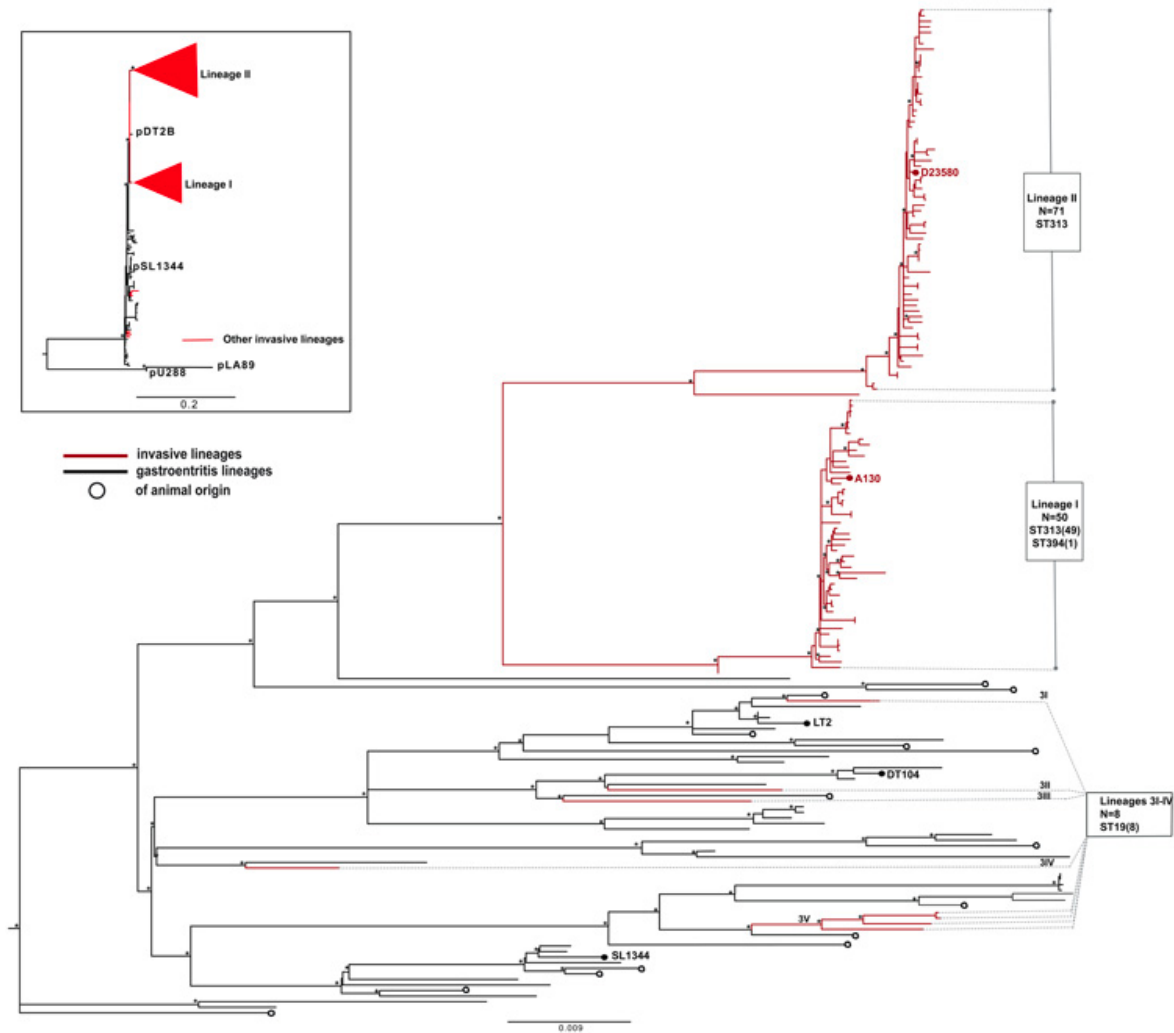 Lineage II
pDT2B
Lineage I
pSL1344
Other invasive lineages
pLA89
pU288
0.2
invasive lineages
gastroentritis lineages
of animal origin
D23580
Lineage II
N=71
ST313
A130
Lineage I
N=50
ST313(49)
ST394(1)
3I
LT2
DT104
3II
3III
Lineages 3I-IV
N=8
ST19(8)
3IV
3V
SL1344
0.009